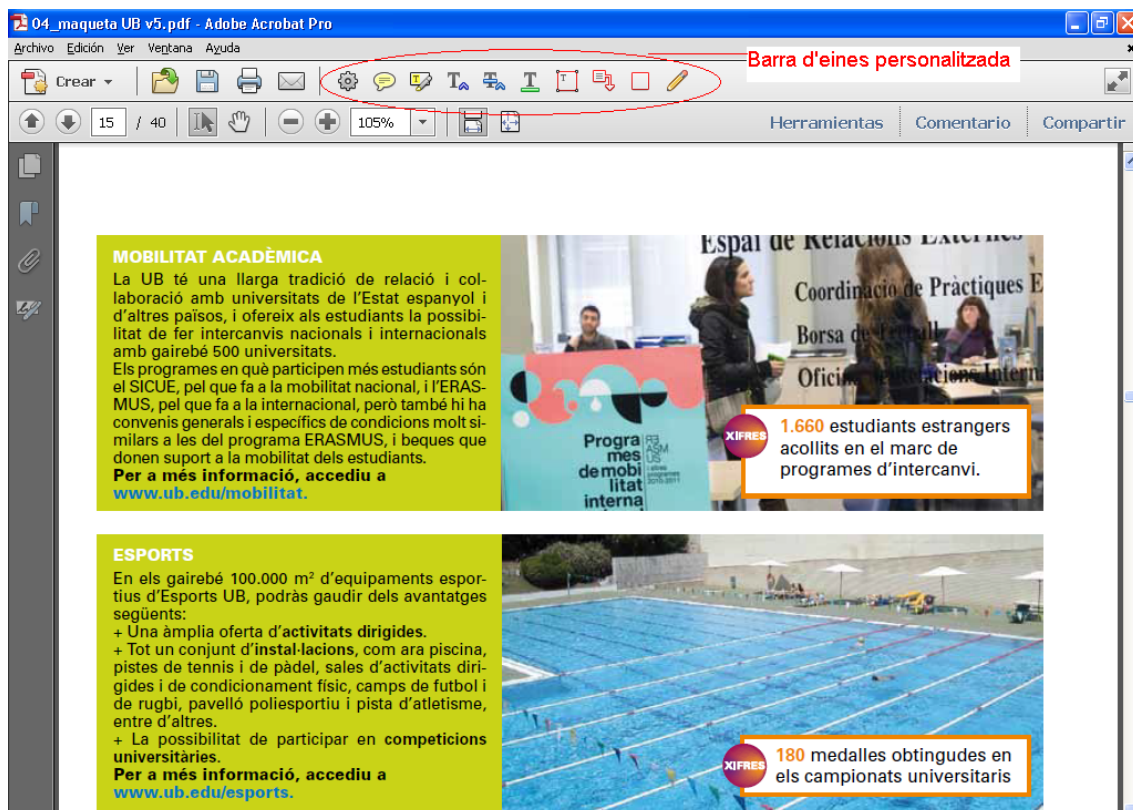 04_maqueta UB v5.pdf - Adobe Acrobat Pro
Archivo Edición Ver Ventana Ayuda
Crear
Barra d'eines personalitzada
15 / 40
105%
Herramientas Comentario Compartir
MOBILITAT ACADÈMICA
La UB té una llarga tradició de relació i col-
laboració amb universitats de l'Estat espanyol i
d'altres països, i ofereix als estudiants la possibi-
litat de fer intercanvis nacionals i internacionals
amb gairebé 500 universitats.
Els programes en què participen més estudiants són
el SICUE, pel que fa a la mobilitat nacional, i l'ERAS-
MUS, pel que fa a la internacional, però també hi ha
convenis generals i específics de condicions molt si-
milars a les del programa ERASMUS, i beques que
donen suport a la mobilitat dels estudiants.
Per a més informació, accediu a
www.ub.edu/mobilitat.
Espai de Relacions Externes
Coordinació de Pràctiques E
Borsa de
Progra
mes
de mobi
litat
interna
ERASM
US
i altres
programes
2010-2011
XIFRES
1.660 estudiants estrangers
acollits en el marc de
programes d'intercanvi.
ESPORTS
En els gairebé 100.000 m² d'equipaments espor-
tius d'Esports UB, podràs gaudir dels avantatges
següents:
+ Una àmplia oferta d'activitats dirigides.
+ Tot un conjunt d'instal·lacions, com ara piscina,
pistes de tennis i de pàdel, sales d'activitats diri-
gides i de condicionament físic, camps de futbol i
de rugbi, pavelló poliesportiu i pista d'atletisme,
entre d'altres.
+ La possibilitat de participar en competicions
universitàries.
Per a més informació, accediu a
www.ub.edu/esports.
XIFRES
180 medalles obtingudes en
els campionats universitaris